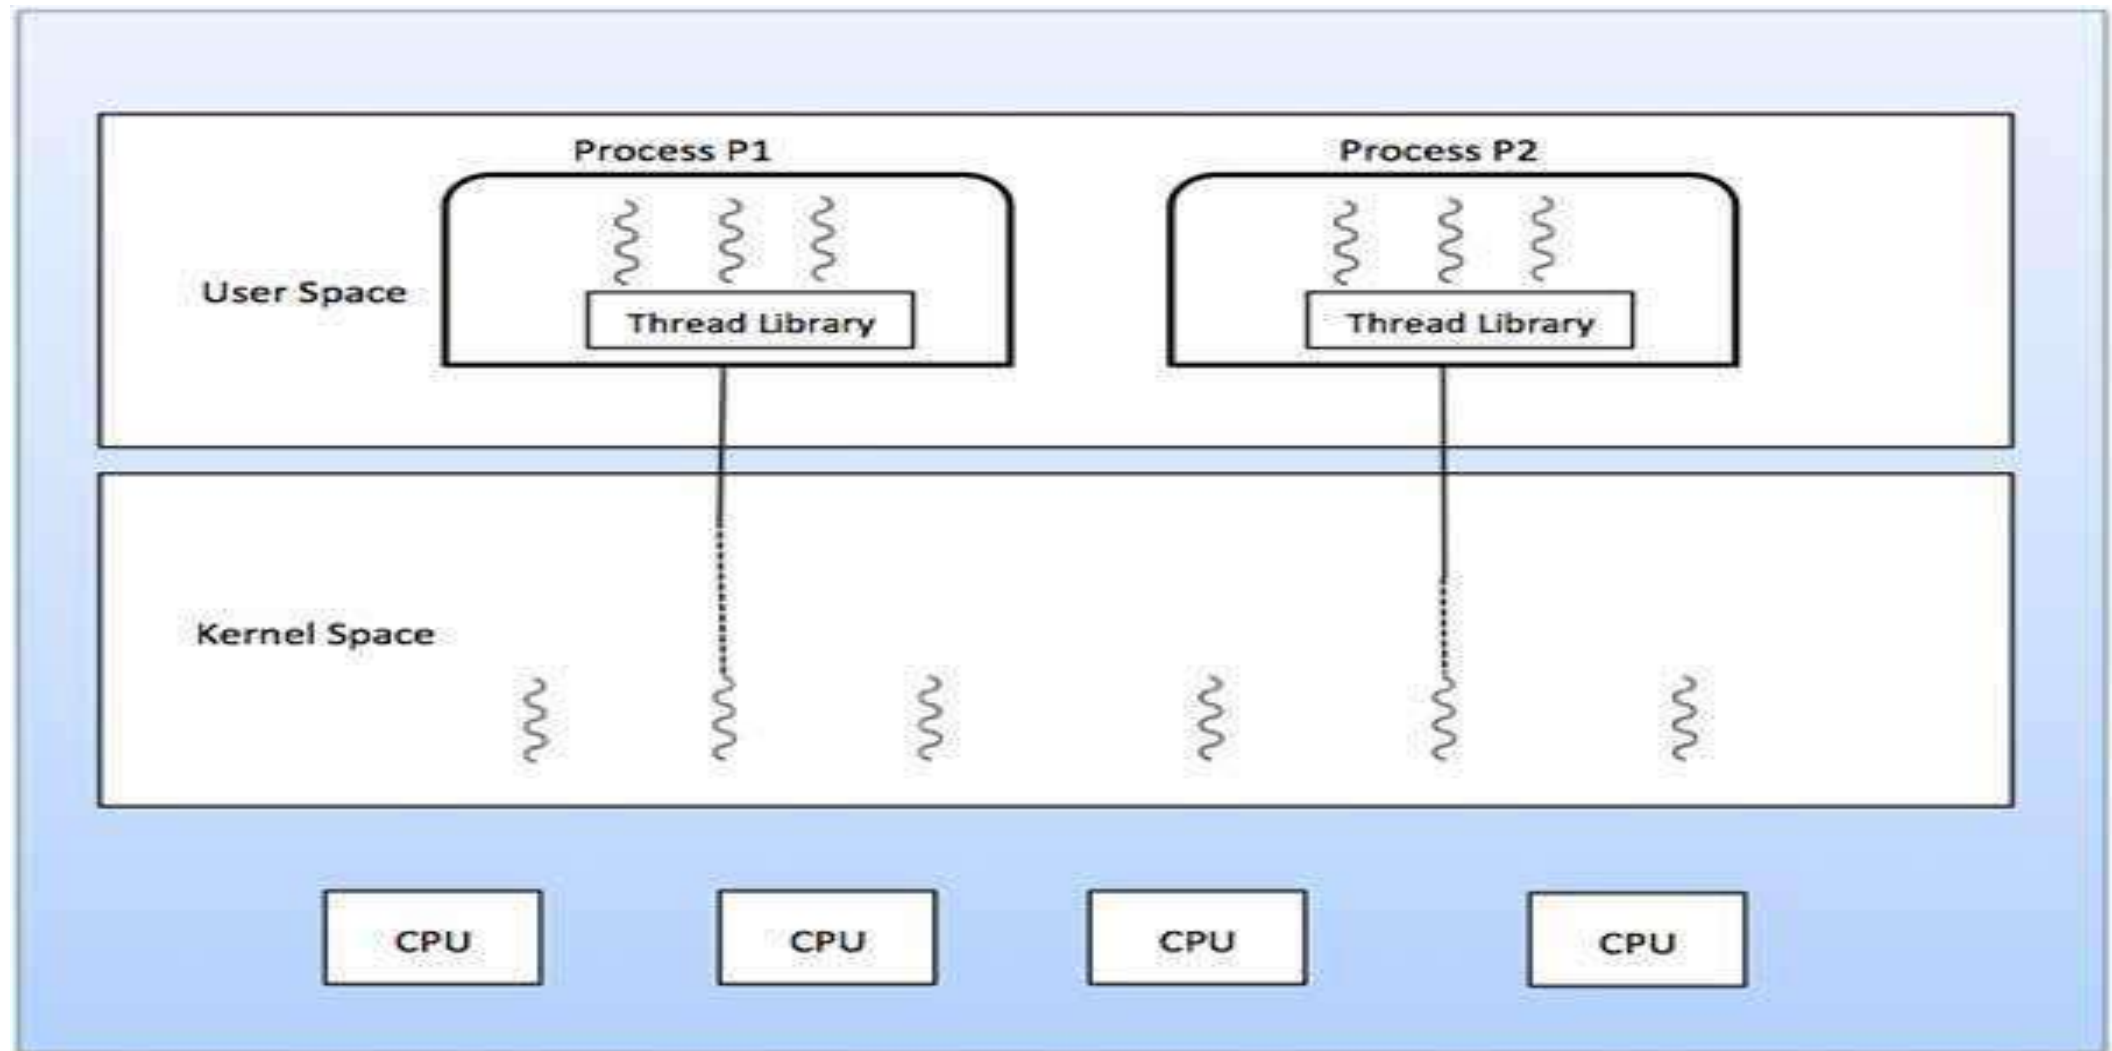 Process P1
Process P2
User Space
Thread Library
Thread Library
Kernel Space
CPU
CPU
CPU
CPU